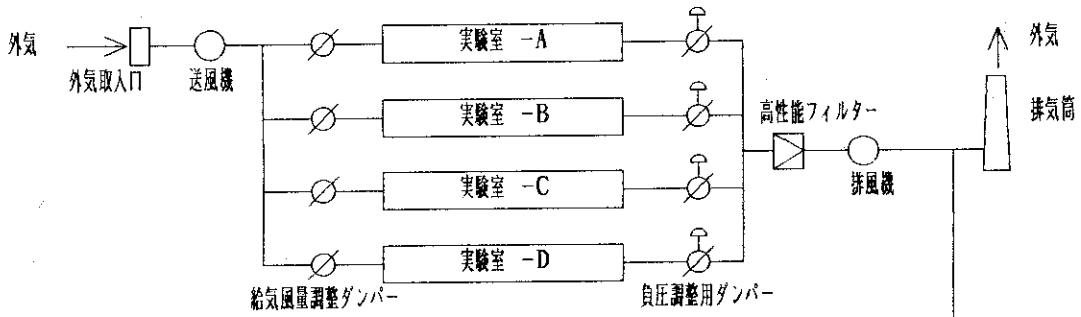 外気
外気取入口
送風機
実験室 -A
実験室 -B
実験室 -C
実験室 -D
給気風量調整ダンパー
負圧調整用ダンパー
高性能フィルター
排風機
外気
排気筒